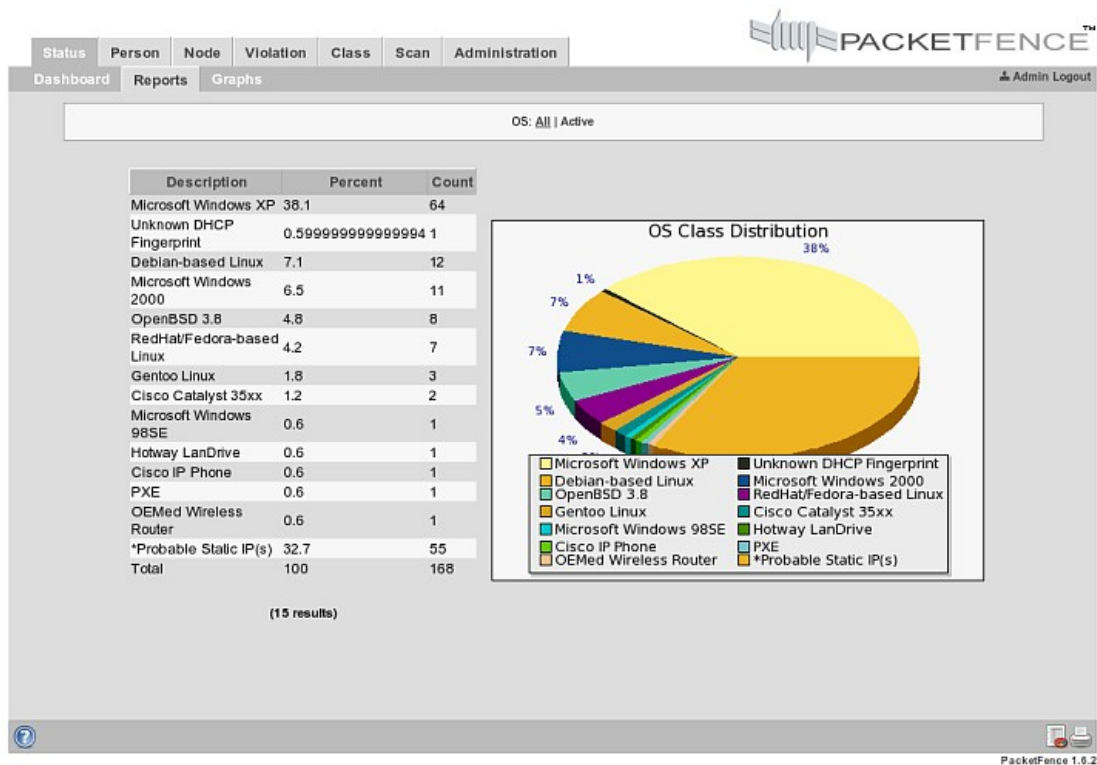 PACKETFENCE™
Status Person Node Violation Class Scan Administration
Dashboard Reports Graphs
Admin Logout
OS: All | Active
Description Percent Count
Microsoft Windows XP 38.1 64
Unknown DHCP
Fingerprint 0.599999999999994 1
Debian-based Linux 7.1 12
Microsoft Windows
2000 6.5 11
OpenBSD 3.8 4.8 8
RedHat/Fedora-based
Linux 4.2 7
Gentoo Linux 1.8 3
Cisco Catalyst 35xx 1.2 2
Microsoft Windows
98SE 0.6 1
Hotway LanDrive 0.6 1
Cisco IP Phone 0.6 1
PXE 0.6 1
OEMed Wireless
Router 0.6 1
*Probable Static IP(s) 32.7 55
Total 100 168
(15 results)
OS Class Distribution
38%
1%
7%
7%
5%
4%
Microsoft Windows XP Unknown DHCP Fingerprint
Debian-based Linux Microsoft Windows 2000
OpenBSD 3.8 RedHat/Fedora-based Linux
Gentoo Linux Cisco Catalyst 35xx
Microsoft Windows 98SE Hotway LanDrive
Cisco IP Phone PXE
OEMed Wireless Router *Probable Static IP(s)
PacketFence 1.6.2